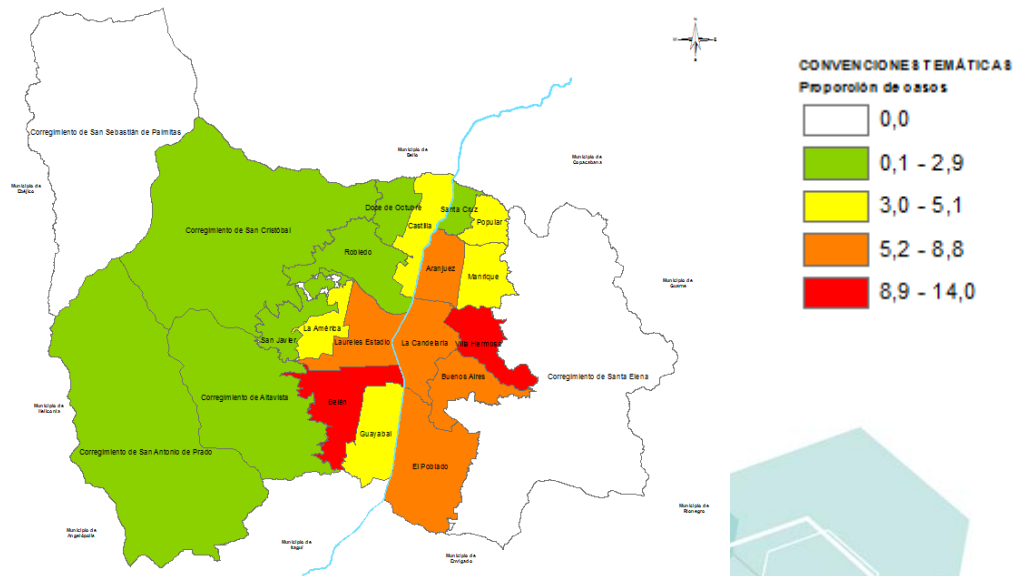 N
W
E
S
CONVENCIONES TEMÁTICAS
Proporción de casos
0,0
0,1 - 2,9
3,0 - 5,1
5,2 - 8,8
8,9 - 14,0
Corregimiento de San Sebastián de Palmitas
Municipio de
Bello
Municipio de
Copacabana
Municipio de
Ebéjico
Doce de Octubre
Santa Cruz
Castilla
Popular
Corregimiento de San Cristóbal
Robledo
Aranjuez
Manrique
Municipio de
Guarne
La América
San Javier
Laureles Estadio
La Candelaria
Villa Hermosa
Buenos Aires
Corregimiento de Santa Elena
Corregimiento de Altavista
Belén
Municipio de
Heliconia
Guayabal
Corregimiento de San Antonio de Prado
El Poblado
Municipio de
Rionegro
Municipio de
Angelópolis
Municipio de
Itagui
Municipio de
Envigado